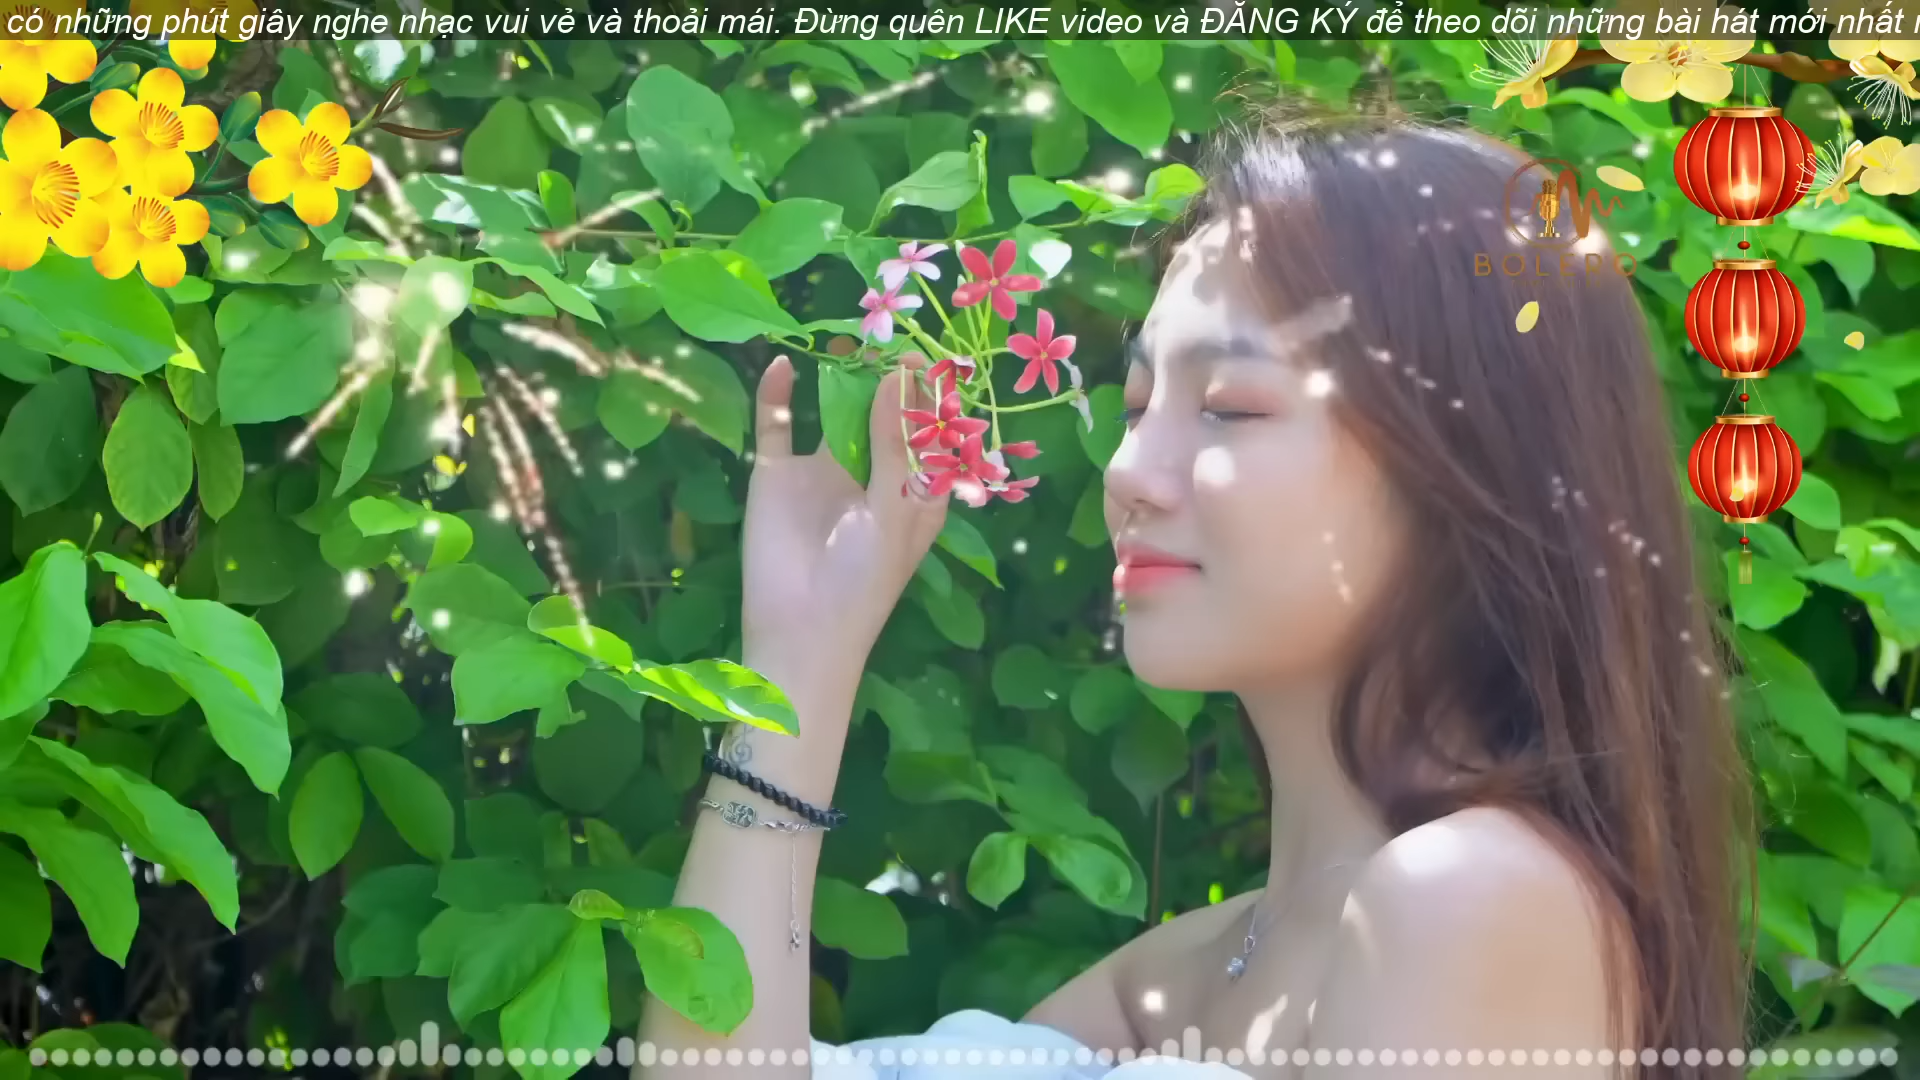 có những phút giây nghe nhạc vui vẻ và thoải mái. Đừng quên LIKE video và ĐĂNG KÝ để theo dõi những bài hát mới nhất
BOLERO